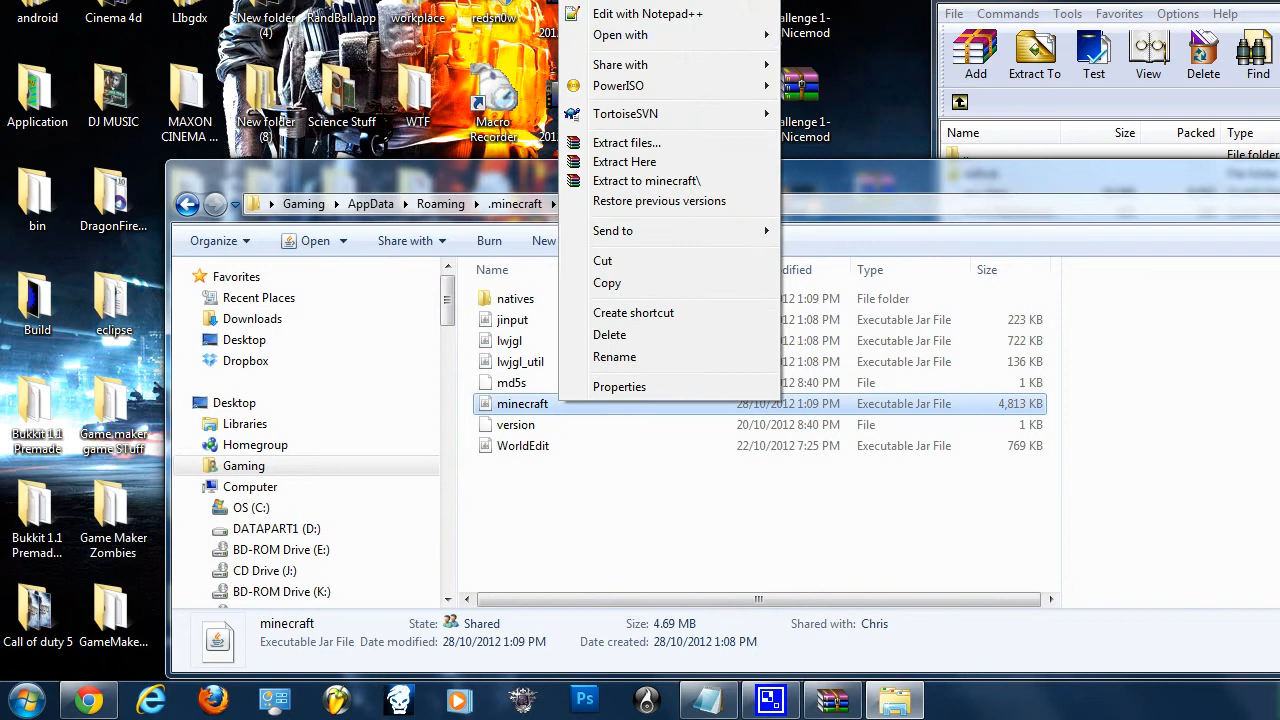 android
Cinema 4d
LIbgdx
New folder
(4)
RandBall.app
workplace
redsn0w
Application
DJ MUSIC
MAXON
CINEMA ...
New folder
(8)
Science Stuff
WTF
Macro
Recorder
bin
DragonFire...
Build
eclipse
Bukkit 1.1
Premade
Game maker
game STuff
Bukkit 1.1
Premad...
Game Maker
Zombies
Call of duty 5
GameMake...
allenge 1-
Nicemod
allenge 1-
Nicemod
Edit with Notepad++
Open with
Share with
PowerISO
TortoiseSVN
Extract files...
Extract Here
Extract to minecraft\
Restore previous versions
Send to
Cut
Copy
Create shortcut
Delete
Rename
Properties
File Commands Tools Favorites Options Help
Add Extract To Test View Delete Find
Name Size Packed Type
..
File folder
Gaming AppData Roaming .minecraft
Organize Open Share with Burn New
Favorites
Recent Places
Downloads
Desktop
Dropbox
Desktop
Libraries
Homegroup
Gaming
Computer
OS (C:)
DATAPART1 (D:)
BD-ROM Drive (E:)
CD Drive (J:)
BD-ROM Drive (K:)
Name odified Type Size
natives 2012 1:09 PM File folder
jinput 2012 1:08 PM Executable Jar File 223 KB
lwjgl 2012 1:08 PM Executable Jar File 722 KB
lwjgl_util 2012 1:08 PM Executable Jar File 136 KB
md5s 2012 8:40 PM File 1 KB
minecraft 28/10/2012 1:09 PM Executable Jar File 4,813 KB
version 20/10/2012 8:40 PM File 1 KB
WorldEdit 22/10/2012 7:25 PM Executable Jar File 769 KB
minecraft State: Shared Size: 4.69 MB Shared with: Chris
Executable Jar File Date modified: 28/10/2012 1:09 PM Date created: 28/10/2012 1:08 PM
Ps